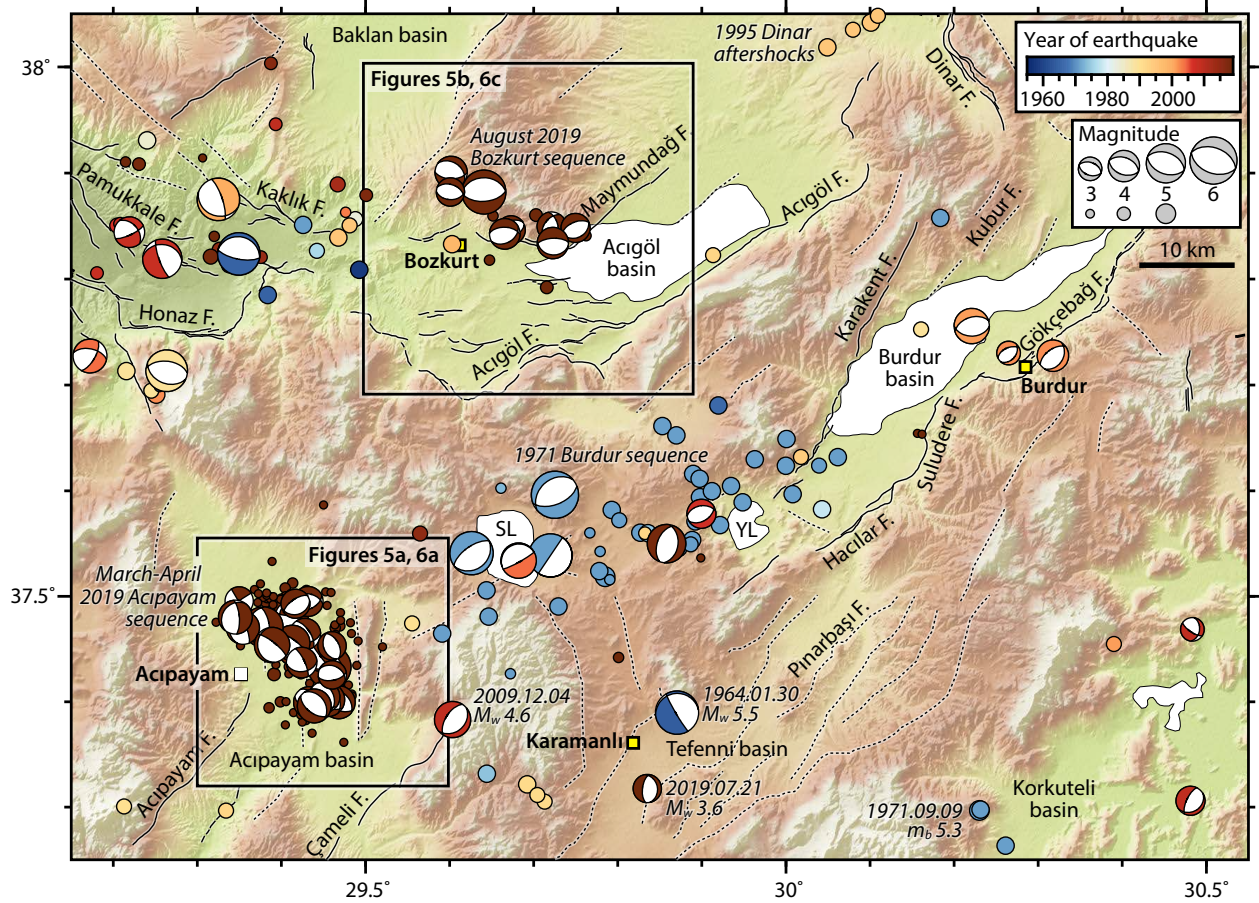 Baklan basin
1995 Dinar
aftershocks
Dinar F.
Year of earthquake
1960 1980 2000
Magnitude
3 4 5 6
10 km
38˚
Figures 5b, 6c
August 2019
Bozkurt sequence
Maymundağ F.
Pamukkale F.
Kaklık F.
Honaz F.
Bozkurt
Acıgöl
basin
Acıgöl F.
Acıgöl F.
Karakent F.
Kubur F.
Gökçebağ F.
Burdur
basin
Burdur
Suludere F.
1971 Burdur sequence
SL
YL
Hacılar F.
Figures 5a, 6a
March-April
2019 Acıpayam
sequence
37.5˚
Acıpayam
Acıpayam basin
Acıpayam F.
Çameli F.
2009.12.04
Mw 4.6
1964.01.30
Mw 5.5
Karamanlı
Tefenni basin
Pınarbaşı F.
2019.07.21
Mw 3.6
1971.09.09
mb 5.3
Korkuteli
basin
29.5˚ 30˚ 30.5˚